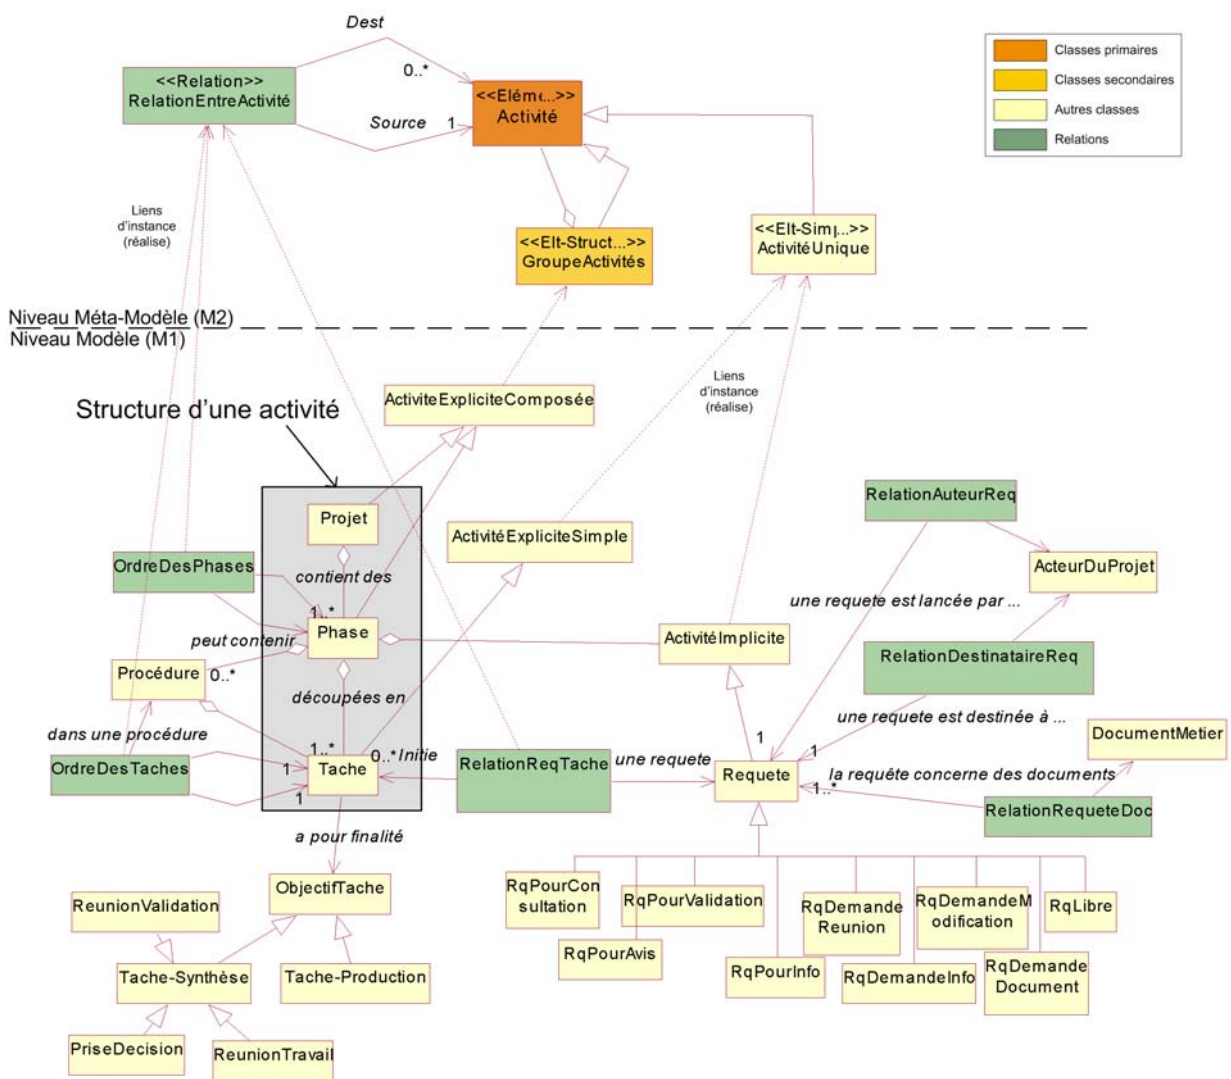 Dest
0..*
<<Relation>>
RelationEntreActivité
Source
1
<<Eléme...>>
Activité
Classes primaires
Classes secondaires
Autres classes
Relations
Liens
d'instance
(réalise)
<<Elt-Struct...>>
GroupeActivités
<<Elt-Simp...>>
ActivitéUnique
Niveau Méta-Modèle (M2)
Niveau Modèle (M1)
Structure d'une activité
ActiviteExpliciteComposée
Liens
d'instance
(réalise)
Projet
ActivitéExpliciteSimple
RelationAuteurReq
OrdreDesPhases
contient des
ActeurDuProjet
1..*
une requete est lancée par ...
peut contenir
Phase
ActivitéImplicite
RelationDestinataireReq
Procédure
0..*
découpées en
dans une procédure
1
une requete est destinée à ...
DocumentMetier
OrdreDesTaches
1..*
0..*
Initie
1
Tache
1
RelationReqTache
une requete
Requete
1
1..*
la requête concerne des documents
RelationRequeteDoc
a pour finalité
ObjectifTache
ReunionValidation
Tache-Synthèse
Tache-Production
PriseDecision
ReunionTravail
RqPourCon
sultation
RqPourValidation
RqDemande
Reunion
RqDemandeM
odification
RqLibre
RqPourAvis
RqPourInfo
RqDemandeInfo
RqDemande
Document